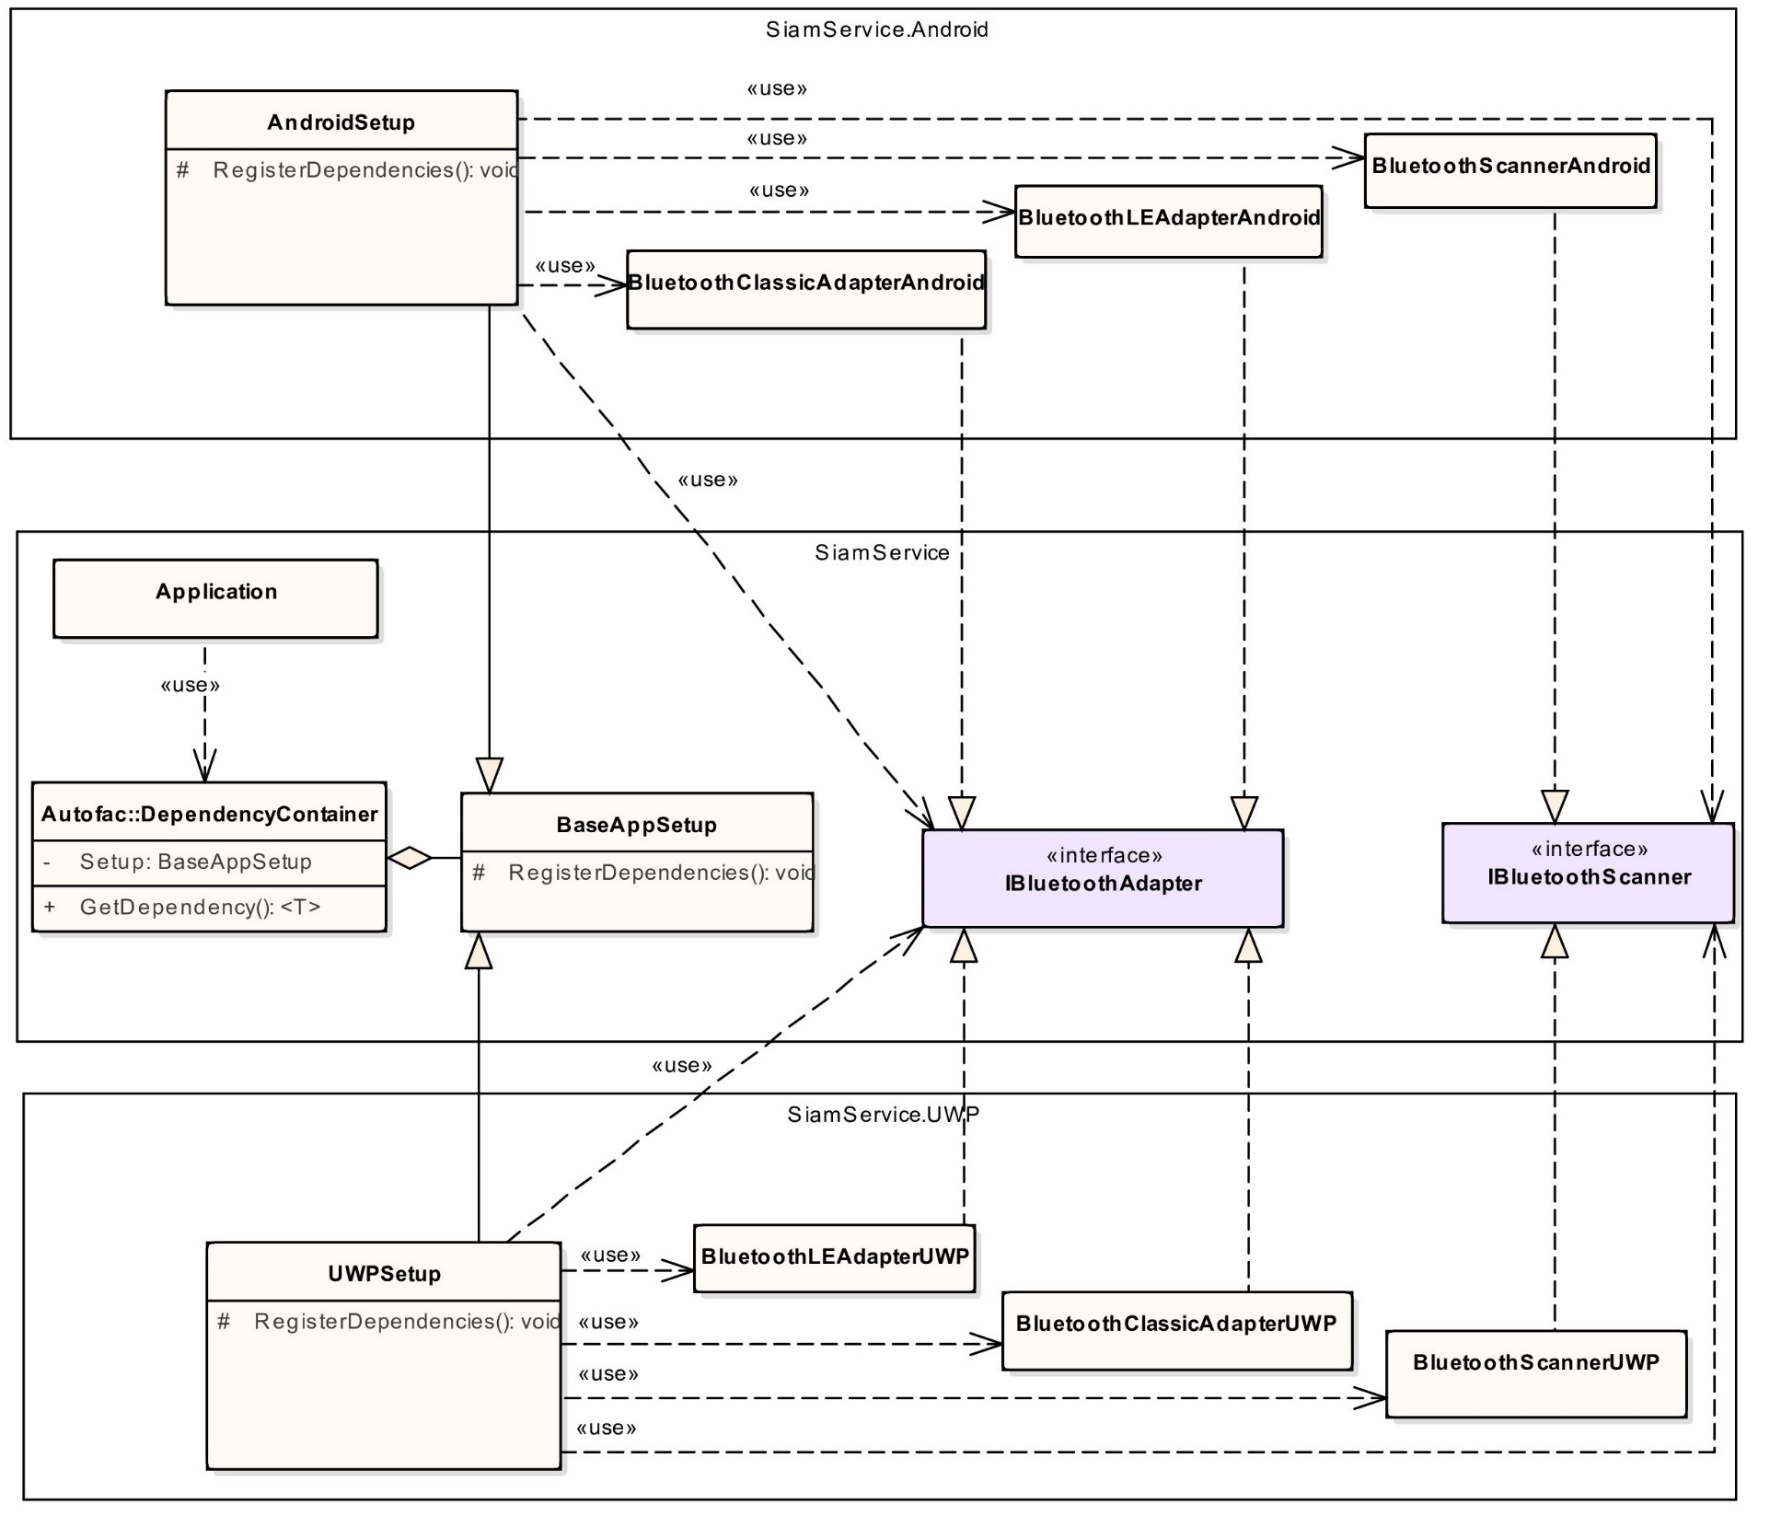 SiamService.Android
«use»
AndroidSetup
«use»
BluetoothScannerAndroid
# RegisterDependencies(): void
«use»
BluetoothLEAdapterAndroid
«use»
BluetoothClassicAdapterAndroid
«use»
SiamService
Application
«use»
Autofac::DependencyContainer
- Setup: BaseAppSetup
+ GetDependency(): <T>
BaseAppSetup
# RegisterDependencies(): void
«interface»
IBluetoothAdapter
«interface»
IBluetoothScanner
«use»
SiamService.UWP
UWPSetup
# RegisterDependencies(): void
«use»
BluetoothLEAdapterUWP
«use»
BluetoothClassicAdapterUWP
«use»
BluetoothScannerUWP
«use»